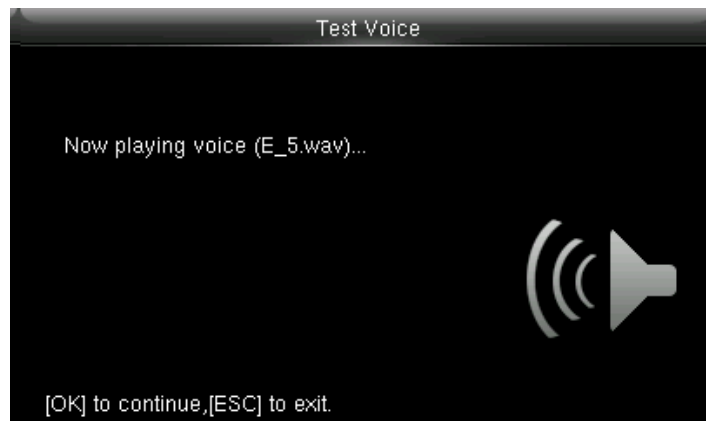 Test Voice
Now playing voice (E_5.wav)...
[OK] to continue,[ESC] to exit.